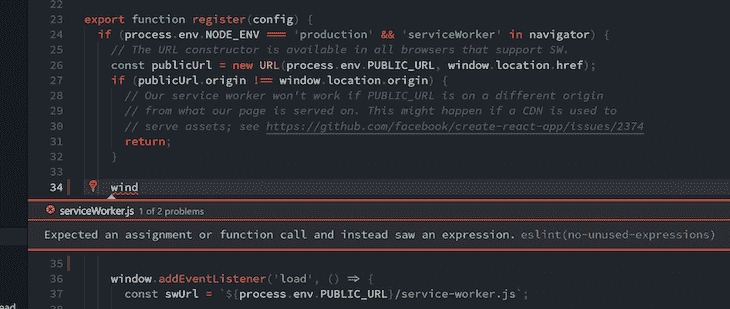 22
23 export function register(config) {
24 if (process.env.NODE_ENV === 'production' && 'serviceWorker' in navigator) {
25 // The URL constructor is available in all browsers that support SW.
26 const publicUrl = new URL(process.env.PUBLIC_URL, window.location.href);
27 if (publicUrl.origin !== window.location.origin) {
28 // Our service worker won't work if PUBLIC_URL is on a different origin
29 // from what our page is served on. This might happen if a CDN is used to
30 // serve assets; see https://github.com/facebook/create-react-app/issues/2374
31 return;
32 }
33
34 wind
serviceWorker.js 1 of 2 problems
Expected an assignment or function call and instead saw an expression. eslint(no-unused-expressions)
35
36 window.addEventListener('load', () => {
37 const swUrl = `${process.env.PUBLIC_URL}/service-worker.js`;
38